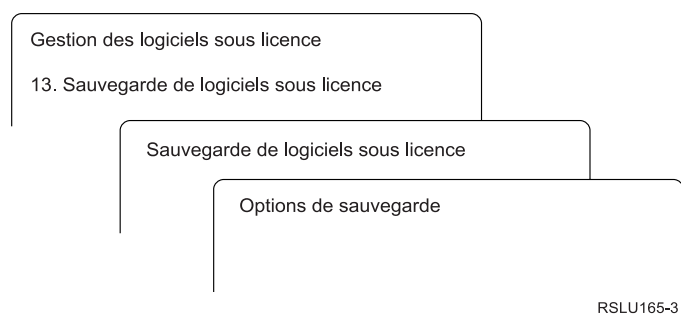 Gestion des logiciels sous licence
13. Sauvegarde de logiciels sous licence
Sauvegarde de logiciels sous licence
Options de sauvegarde
RSLU165-3